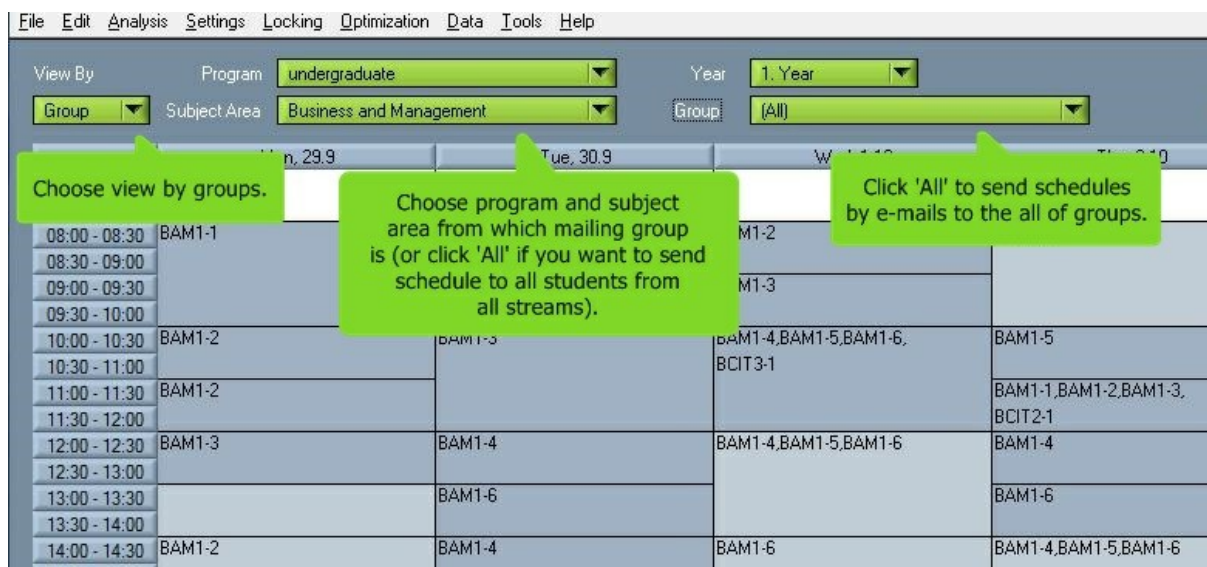 File Edit Analysis Settings Locking Optimization Data Tools Help
View By Program undergraduate Year 1. Year
Group Subject Area Business and Management Group (All)
Mon, 29.9 Tue, 30.9
Choose view by groups.
Choose program and subject
area from which mailing group
is (or click 'All' if you want to send
schedule to all students from
all streams).
Click 'All' to send schedules
by e-mails to the all of groups.
08:00 - 08:30 BAM1-1 M1-2
08:30 - 09:00
09:00 - 09:30 M1-3
09:30 - 10:00
10:00 - 10:30 BAM1-2 BAM1-3 BAM1-4,BAM1-5,BAM1-6, BAM1-5
10:30 - 11:00 BCIT3-1
11:00 - 11:30 BAM1-2 BAM1-1,BAM1-2,BAM1-3,
11:30 - 12:00 BCIT2-1
12:00 - 12:30 BAM1-3 BAM1-4 BAM1-4,BAM1-5,BAM1-6 BAM1-4
12:30 - 13:00
13:00 - 13:30 BAM1-6 BAM1-6
13:30 - 14:00
14:00 - 14:30 BAM1-2 BAM1-4 BAM1-6 BAM1-4,BAM1-5,BAM1-6